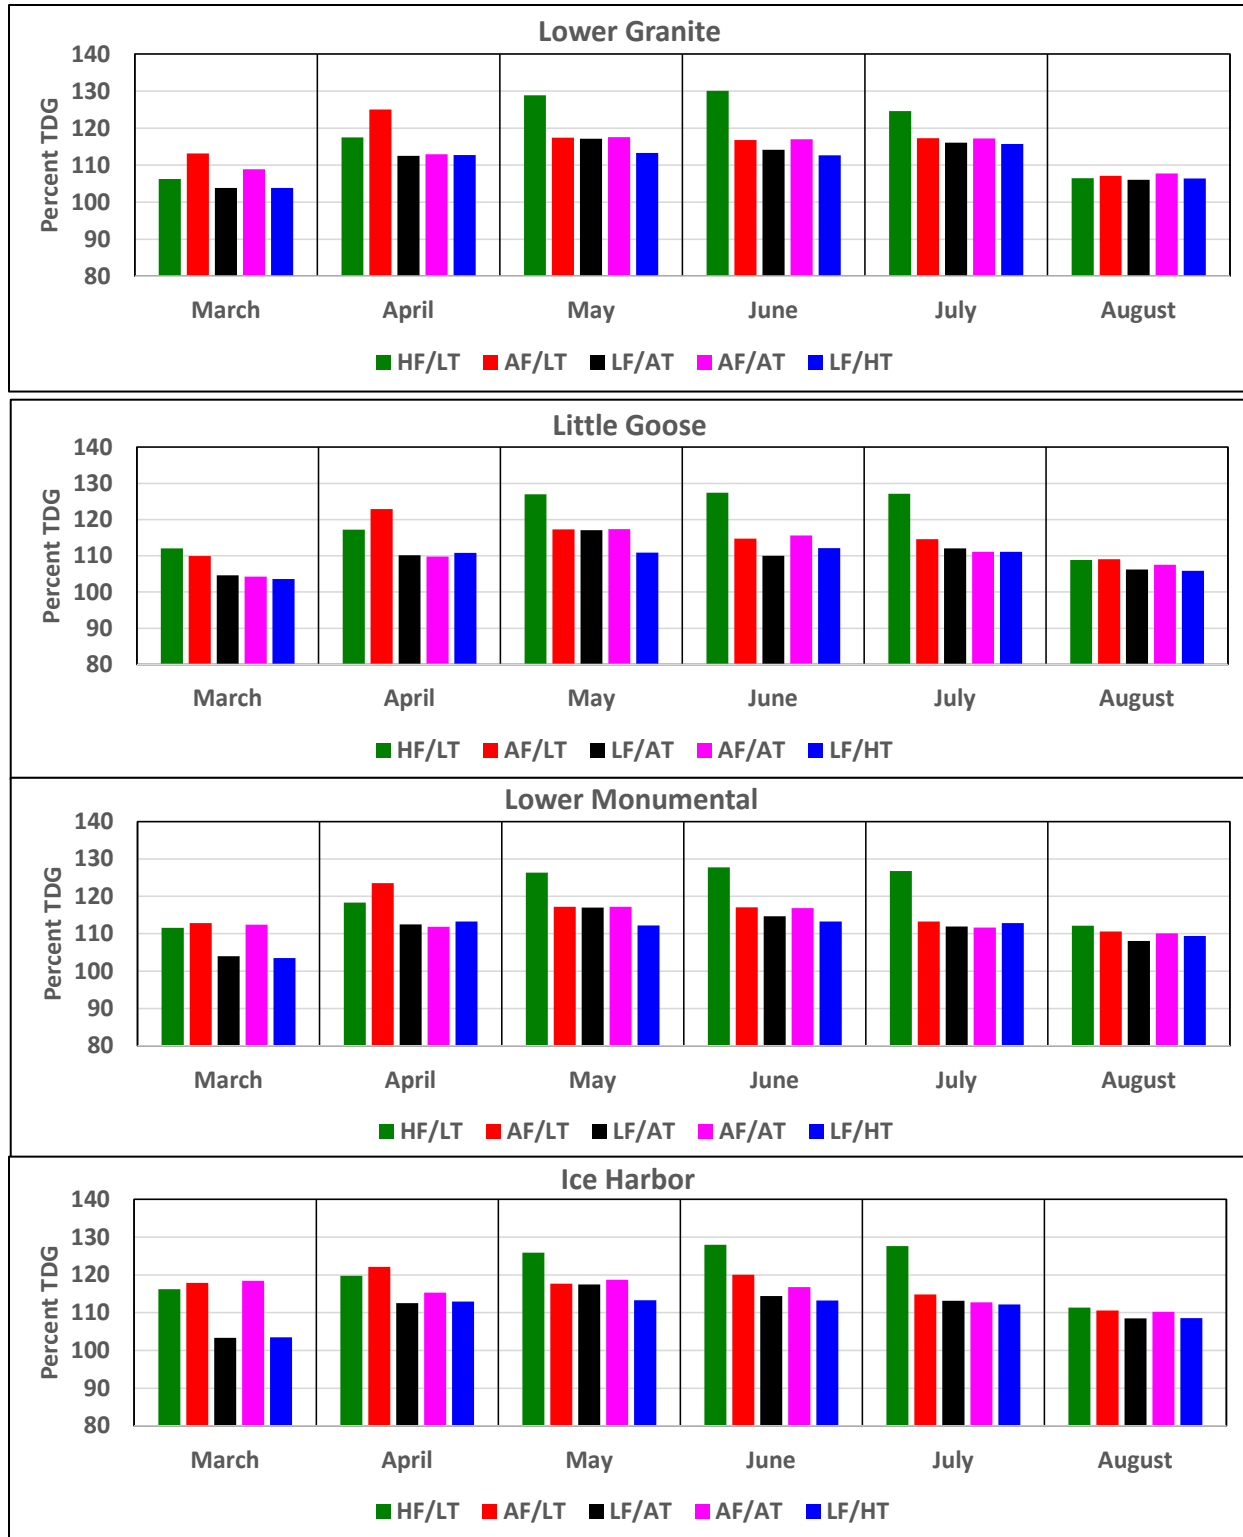 Lower Granite
Percent TDG
140
130
120
110
100
90
80
March April May June July August
HF/LT AF/LT LF/AT AF/AT LF/HT
Little Goose
Percent TDG
140
130
120
110
100
90
80
March April May June July August
HF/LT AF/LT LF/AT AF/AT LF/HT
Lower Monumental
Percent TDG
140
130
120
110
100
90
80
March April May June July August
HF/LT AF/LT LF/AT AF/AT LF/HT
Ice Harbor
Percent TDG
140
130
120
110
100
90
80
March April May June July August
HF/LT AF/LT LF/AT AF/AT LF/HT